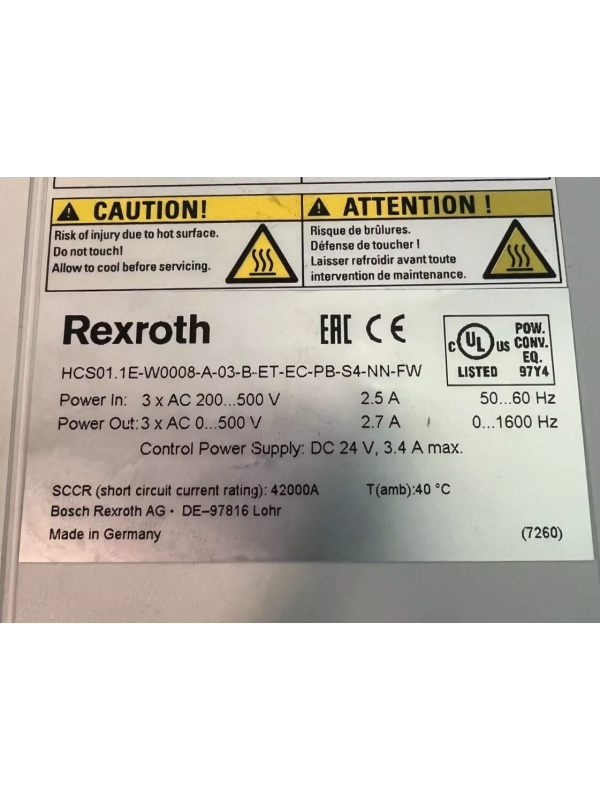 CAUTION!
Risk of injury due to hot surface.
Do not touch!
Allow to cool before servicing.
ATTENTION !
Risque de brûlures.
Défense de toucher !
Laisser refroidir avant toute
intervention de maintenance.
Rexroth
EAC CE
C UL US
LISTED
POW.
CONV.
EQ.
97Y4
HCS01.1E-W0008-A-03-B-ET-EC-PB-S4-NN-FW
Power In: 3 x AC 200...500 V 2.5 A 50...60 Hz
Power Out: 3 x AC 0...500 V 2.7 A 0...1600 Hz
Control Power Supply: DC 24 V, 3.4 A max.
SCCR (short circuit current rating): 42000A T(amb):40 °C
Bosch Rexroth AG • DE–97816 Lohr
Made in Germany (7260)